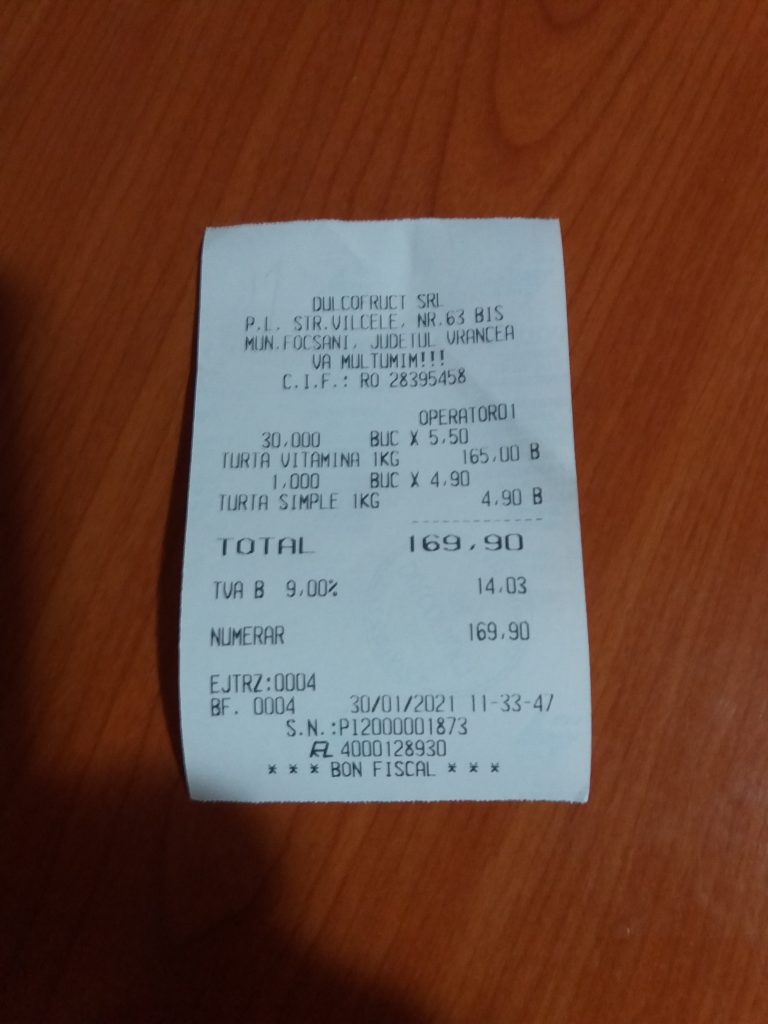 DULCOFRUCT SRL
P.L. STR.VILCELE, NR.63 BIS
MUN.FOCSANI, JUDETUL VRANCEA
VA MULTUMIM!!!
C.I.F.: RO 28395458
OPERATOR01
30,000 BUC X 5,50
TURTA VITAMINA 1KG 165,00 B
1,000 BUC X 4,90
TURTA SIMPLE 1KG 4,90 B
------------
TOTAL 169,90
TVA B 9,00% 14,03
NUMERAR 169,90
EJTRZ:0004
BF. 0004 30/01/2021 11-33-47
S.N.:PI2000001873
4000128930
* * * BON FISCAL * * *